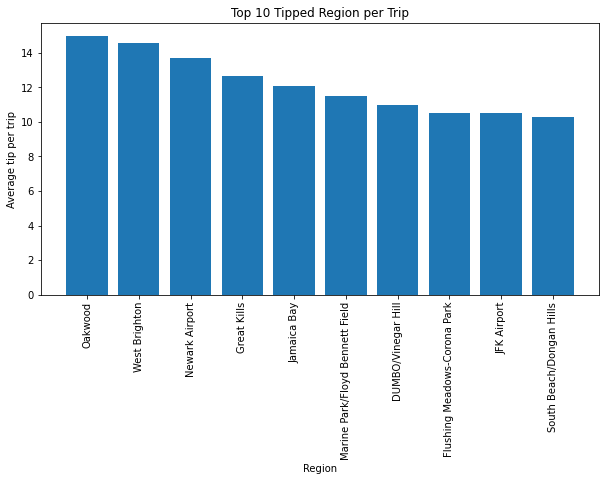 Top 10 Tipped Region per Trip
Average tip per trip
14
12
10
8
6
4
2
0
Oakwood
West Brighton
Newark Airport
Great Kills
Jamaica Bay
Marine Park/Floyd Bennett Field
DUMBO/Vinegar Hill
Flushing Meadows-Corona Park
JFK Airport
South Beach/Dongan Hills
Region